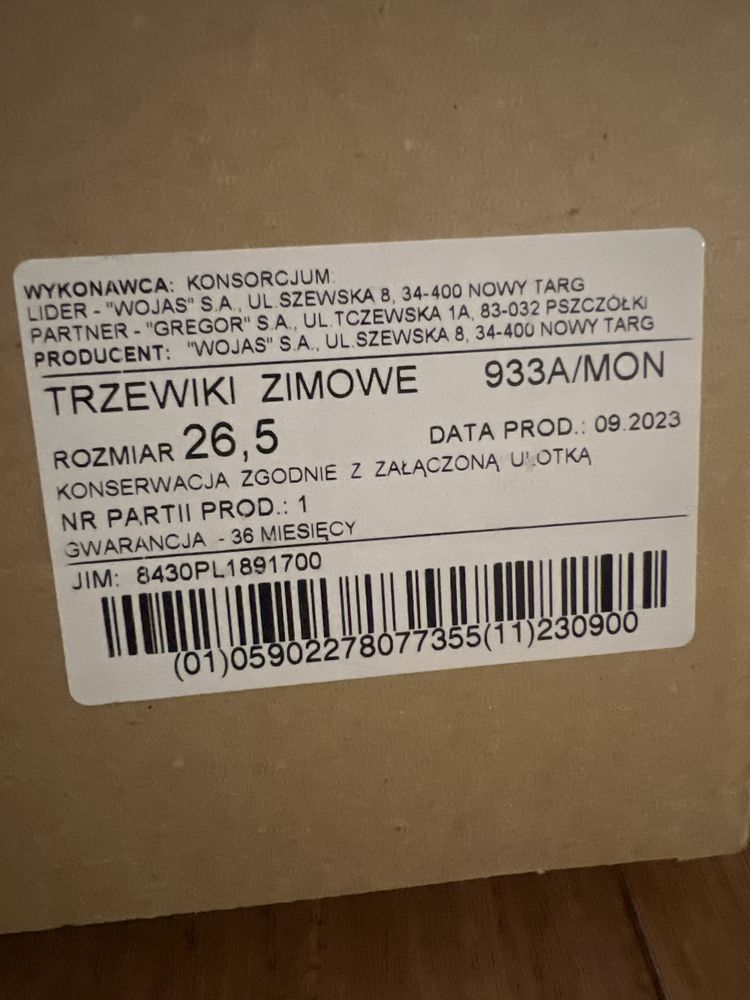 WYKONAWCA: KONSORCJUM:
LIDER - "WOJAS" S.A., UL.SZEWSKA 8, 34-400 NOWY TARG
PARTNER - "GREGOR" S.A., UL.TCZEWSKA 1A, 83-032 PSZCZÓŁKI
PRODUCENT: "WOJAS" S.A., UL.SZEWSKA 8, 34-400 NOWY TARG
TRZEWIKI ZIMOWE 933A/MON
ROZMIAR 26,5 DATA PROD.: 09.2023
KONSERWACJA ZGODNIE Z ZAŁĄCZONĄ ULOTKĄ
NR PARTII PROD.: 1
GWARANCJA - 36 MIESIĘCY
JIM: 8430PL1891700
(01)05902278077355(11)230900